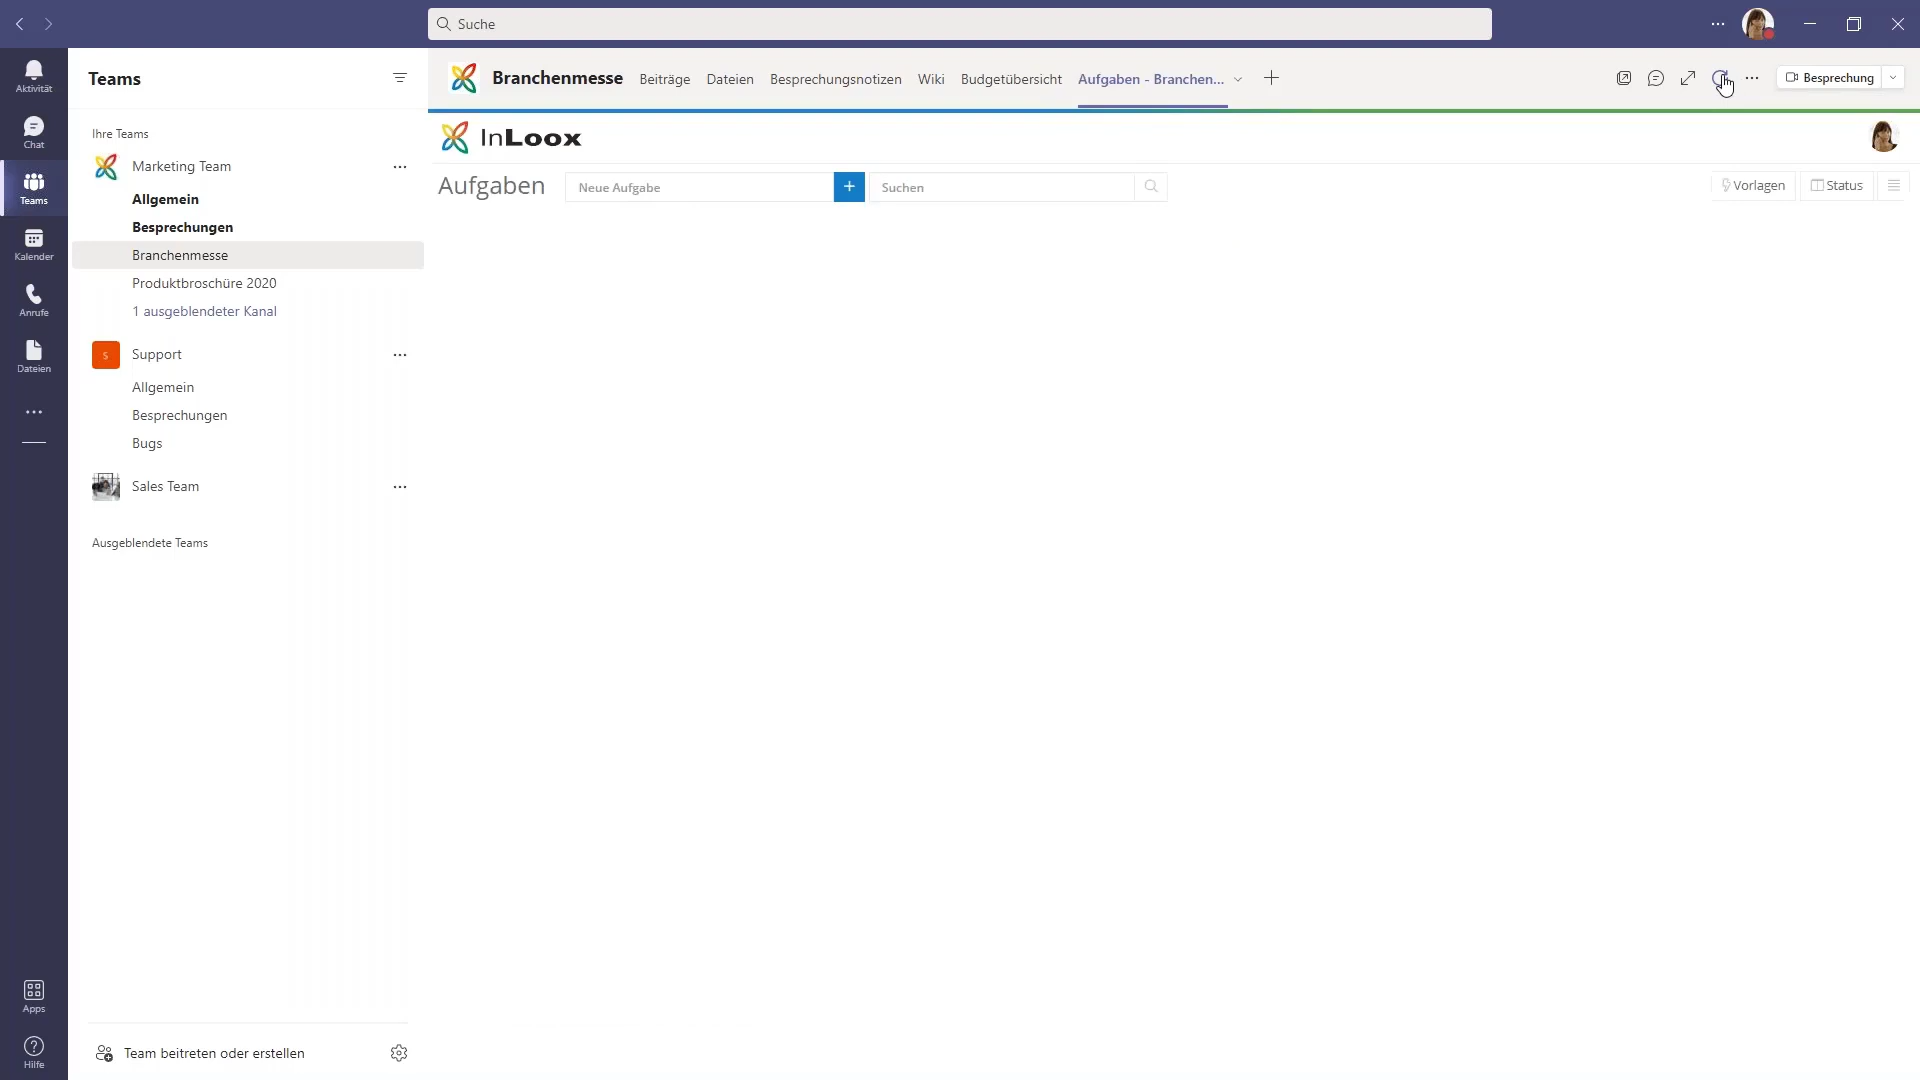 Suche
Aktivität
Chat
Teams
Kalender
Anrufe
Dateien
Apps
Hilfe
Teams
Ihre Teams
Marketing Team
Allgemein
Besprechungen
Branchenmesse
Produktbroschüre 2020
1 ausgeblendeter Kanal
S
Support
Allgemein
Besprechungen
Bugs
Sales Team
Ausgeblendete Teams
Team beitreten oder erstellen
Branchenmesse Beiträge Dateien Besprechungsnotizen Wiki Budgetübersicht Aufgaben - Branchen... Besprechung
InLoox
Aufgaben Neue Aufgabe + Suchen Vorlagen Status